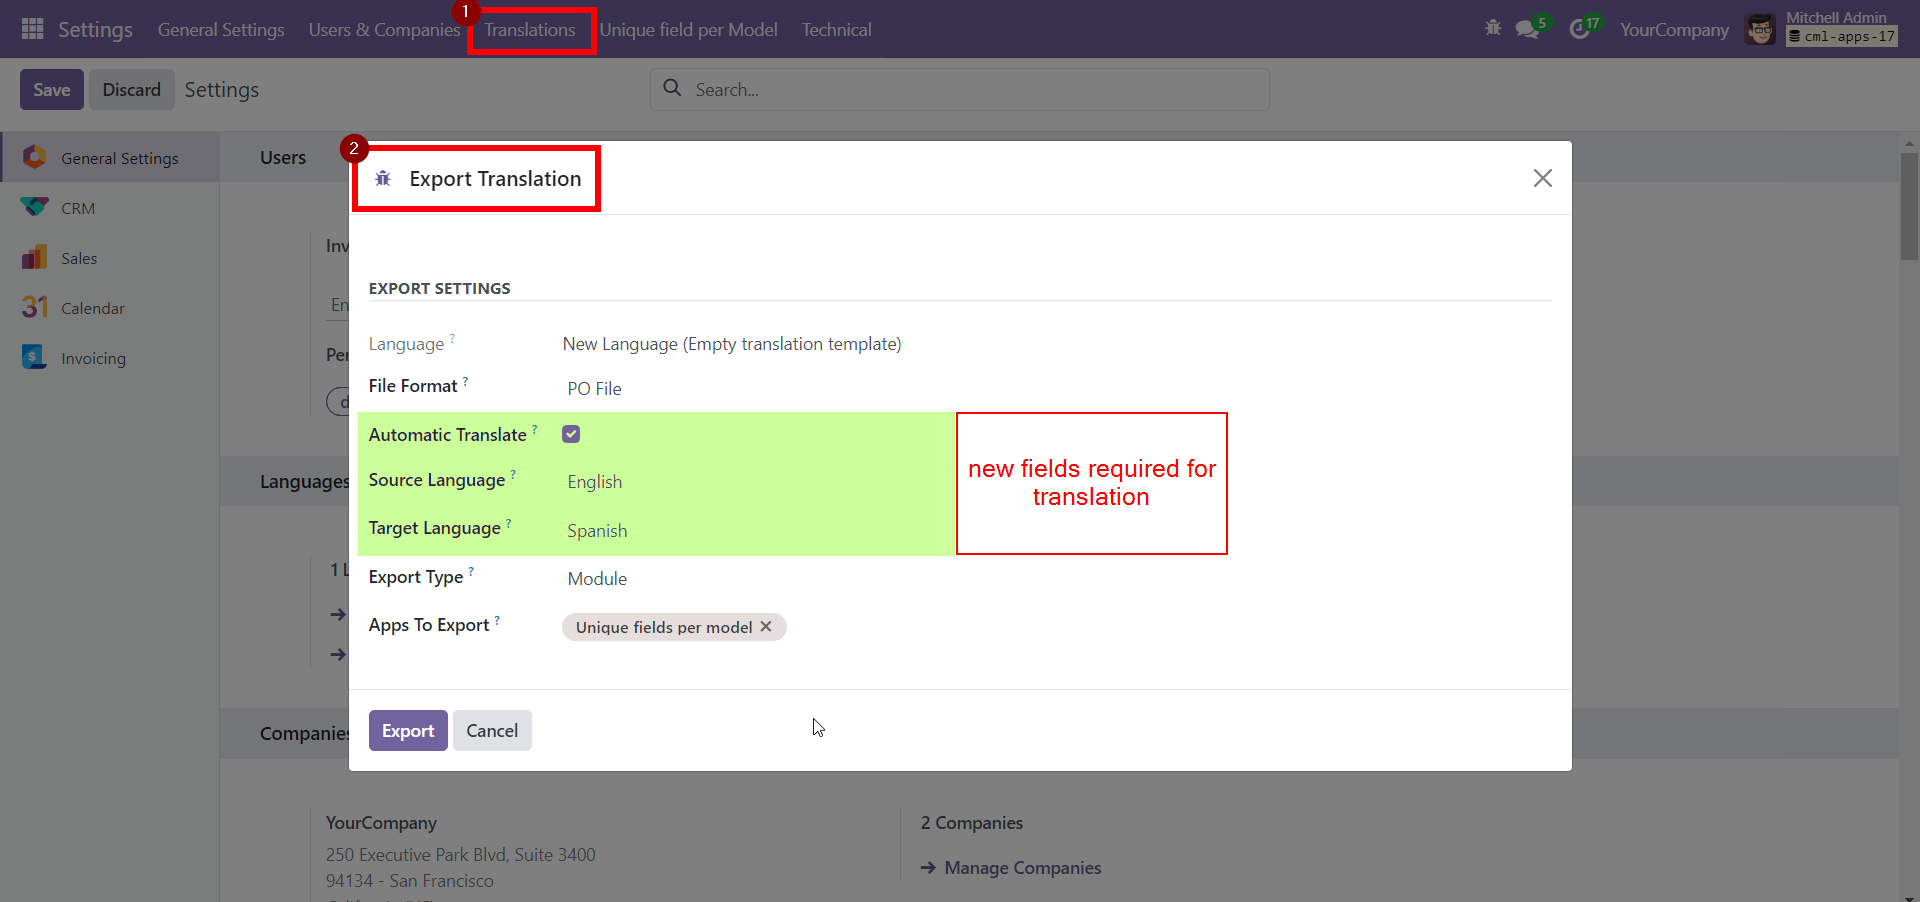 1
Settings General Settings Users & Companies Translations Unique field per Model Technical 5 17 YourCompany Mitchell Admin
cml-apps-17
Save Discard Settings Search...
General Settings
CRM
Sales
31 Calendar
$ Invoicing
Users
Inv
En
Per
d
Languages
1 L
Companies
2
Export Translation
EXPORT SETTINGS
Language ? New Language (Empty translation template)
File Format ? PO File
Automatic Translate ?
Source Language ? English
Target Language ? Spanish
new fields required for
translation
Export Type ? Module
Apps To Export ? Unique fields per model
Export Cancel
YourCompany
250 Executive Park Blvd, Suite 3400
94134 - San Francisco
2 Companies
Manage Companies